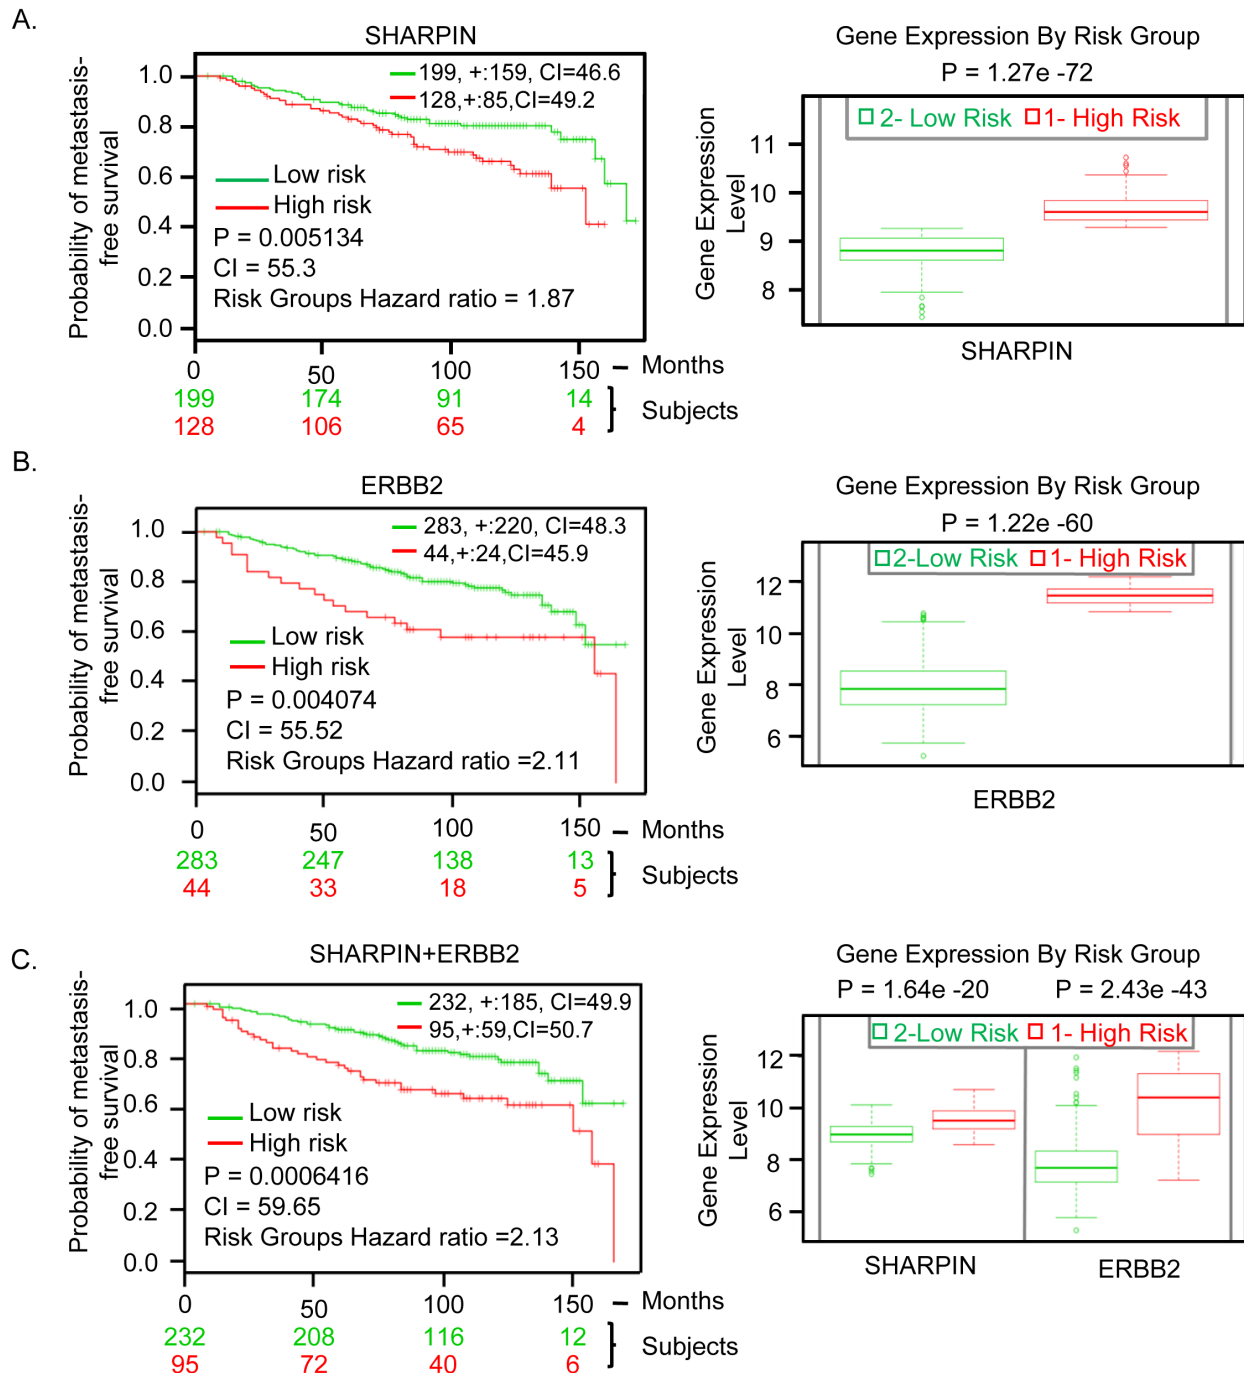 A.
SHARPIN
199, +:159, CI=46.6
128,+:85,CI=49.2
Probability of metastasis-
free survival
1.0
0.8
0.6
0.4
0.2
0.0
Low risk
High risk
P = 0.005134
CI = 55.3
Risk Groups Hazard ratio = 1.87
0 50 100 150 Months
199 174 91 14
128 106 65 4
Subjects
Gene Expression By Risk Group
P = 1.27e -72
2- Low Risk 1- High Risk
Gene Expression
Level
11
10
9
8
SHARPIN
B.
ERBB2
283, +:220, CI=48.3
44,+:24,CI=45.9
Probability of metastasis-
free survival
1.0
0.8
0.6
0.4
0.2
0.0
Low risk
High risk
P = 0.004074
CI = 55.52
Risk Groups Hazard ratio =2.11
0 50 100 150 Months
283 247 138 13
44 33 18 5
Subjects
Gene Expression By Risk Group
P = 1.22e -60
2-Low Risk 1- High Risk
Gene Expression
Level
12
10
8
6
ERBB2
C.
SHARPIN+ERBB2
232, +:185, CI=49.9
95,+:59,CI=50.7
Probability of metastasis-
free survival
1.0
0.8
0.6
0.4
0.2
0.0
Low risk
High risk
P = 0.0006416
CI = 59.65
Risk Groups Hazard ratio =2.13
0 50 100 150 Months
232 208 116 12
95 72 40 6
Subjects
Gene Expression By Risk Group
P = 1.64e -20 P = 2.43e -43
2-Low Risk 1- High Risk
Gene Expression
Level
12
10
8
6
SHARPIN ERBB2